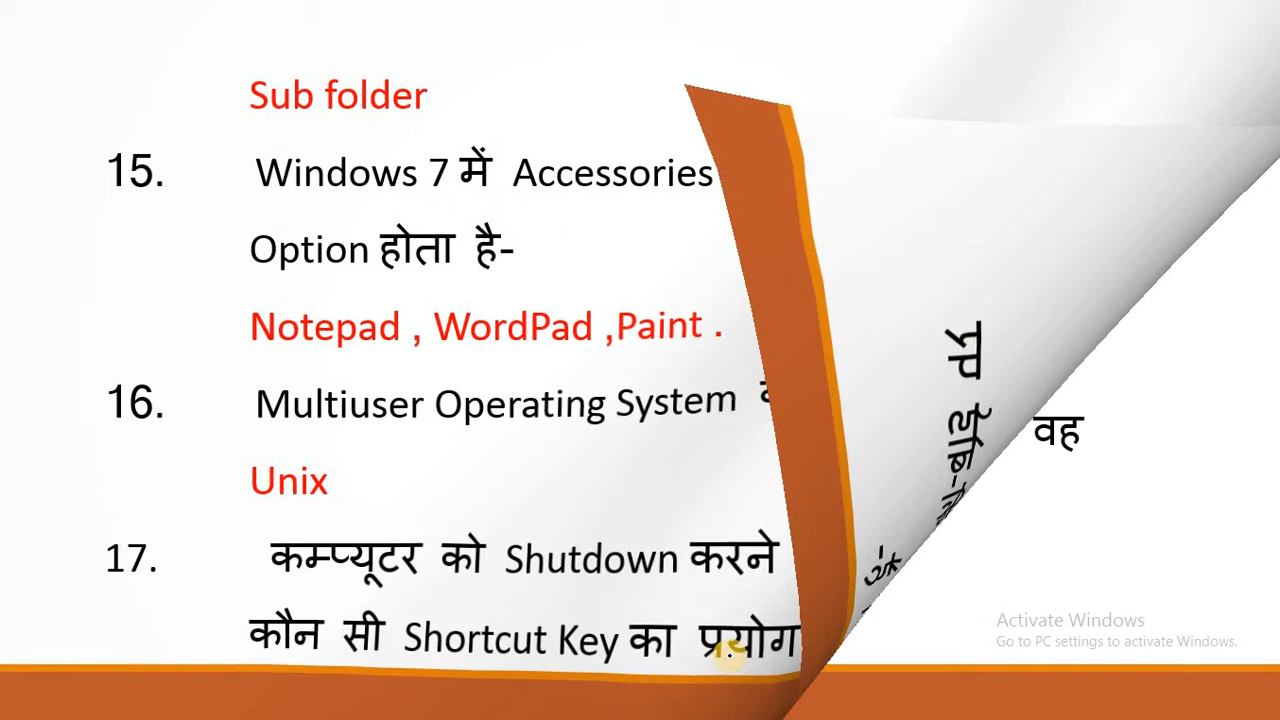 Sub folder
15. Windows 7 में Accessories
Option होता है-
Notepad , WordPad ,Paint .
16. Multiuser Operating System
वह
Unix
17. कम्प्यूटर को Shutdown करने
कौन सी Shortcut Key का प्रयोग
Activate Windows
Go to PC settings to activate Windows.